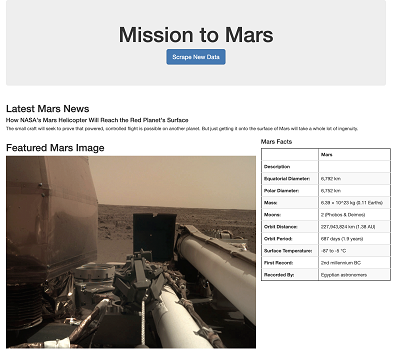 Mission to Mars
Scrape New Data
Latest Mars News
How NASA's Mars Helicopter Will Reach the Red Planet's Surface
The small craft will seek to prove that powered, controlled flight is possible on another planet. But just getting it onto the surface of Mars will take a whole lot of ingenuity.
Featured Mars Image
Mars Facts
Mars
Description
Equatorial Diameter: 6,792 km
Polar Diameter: 6,752 km
Mass: 6.39 × 10^23 kg (0.11 Earths)
Moons: 2 (Phobos & Deimos)
Orbit Distance: 227,943,824 km (1.38 AU)
Orbit Period: 687 days (1.9 years)
Surface Temperature: -87 to -5 °C
First Record: 2nd millennium BC
Recorded By: Egyptian astronomers